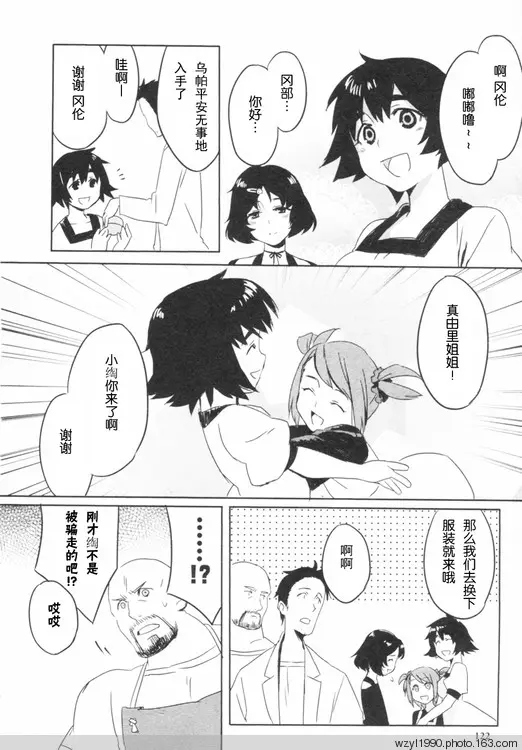 啊 冈伦
嘟嘟噜~~
冈部…
你好…
乌帕平安无事地
入手了
哇啊—
谢谢 冈伦
真由里姐姐!
小绹你来了啊
谢谢
那么我们去换下
服装就来哦
啊啊
……!?
刚才绹不是
被骗走的吧!?
哎哎
122
wzyl1990.photo.163.com